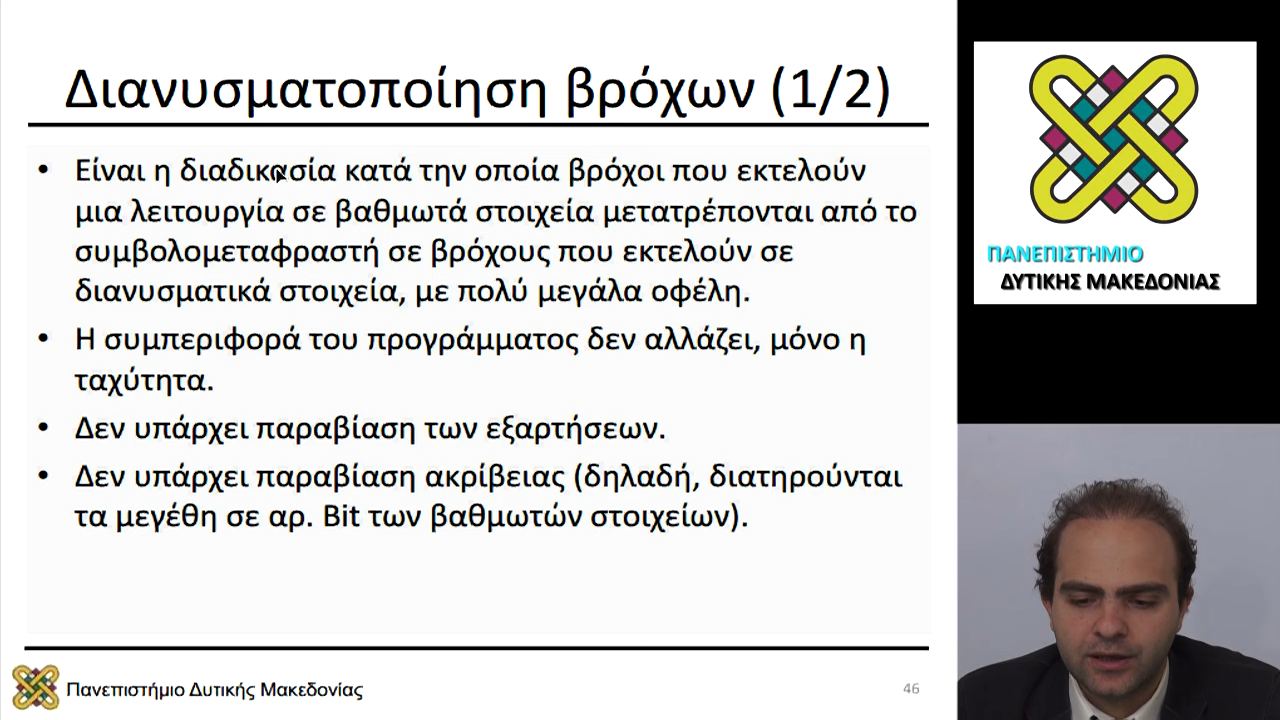 Διανυσματοποίηση βρόχων (1/2)
• Είναι η διαδικασία κατά την οποία βρόχοι που εκτελούν
μια λειτουργία σε βαθμωτά στοιχεία μετατρέπονται από το
συμβολομεταφραστή σε βρόχους που εκτελούν σε
διανυσματικά στοιχεία, με πολύ μεγάλα οφέλη.
• Η συμπεριφορά του προγράμματος δεν αλλάζει, μόνο η
ταχύτητα.
• Δεν υπάρχει παραβίαση των εξαρτήσεων.
• Δεν υπάρχει παραβίαση ακρίβειας (δηλαδή, διατηρούνται
τα μεγέθη σε αρ. Bit των βαθμωτών στοιχείων).
Πανεπιστήμιο Δυτικής Μακεδονίας
46
ΠΑΝΕΠΙΣΤΗΜΙΟ
ΔΥΤΙΚΗΣ ΜΑΚΕΔΟΝΙΑΣ